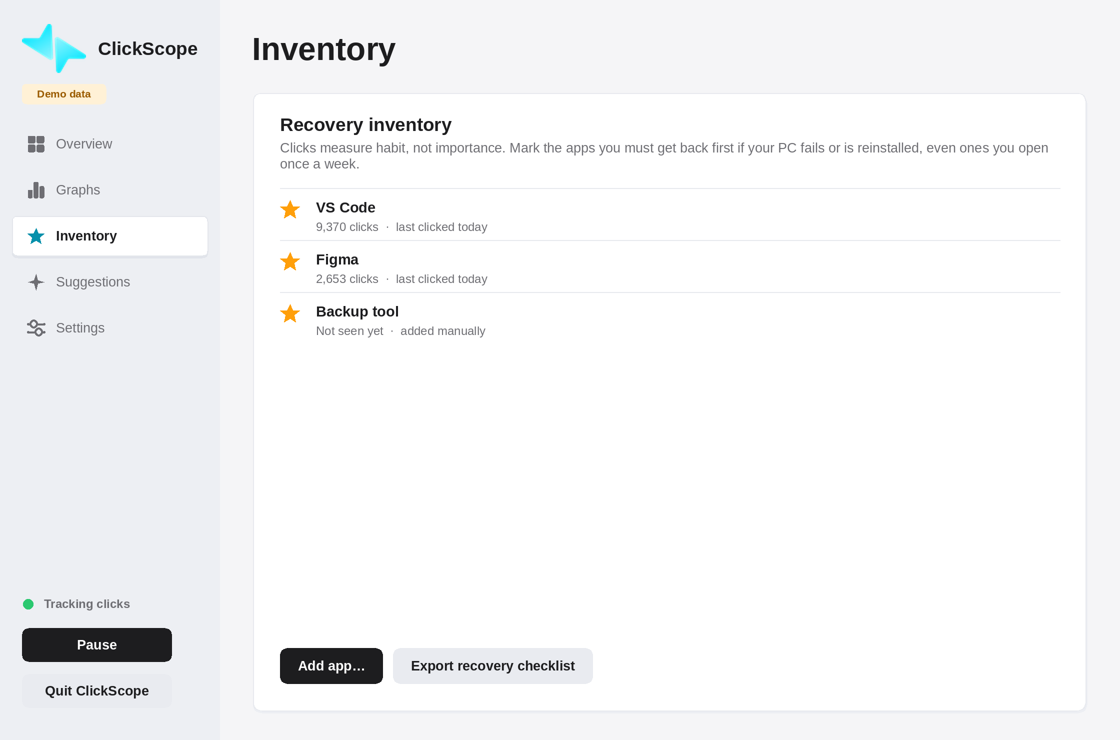 ClickScope
Demo data
Overview
Graphs
Inventory
Suggestions
Settings
Tracking clicks
Pause
Quit ClickScope
Inventory
Recovery inventory
Clicks measure habit, not importance. Mark the apps you must get back first if your PC fails or is reinstalled, even ones you open
once a week.
VS Code
9,370 clicks · last clicked today
Figma
2,653 clicks · last clicked today
Backup tool
Not seen yet · added manually
Add app…
Export recovery checklist